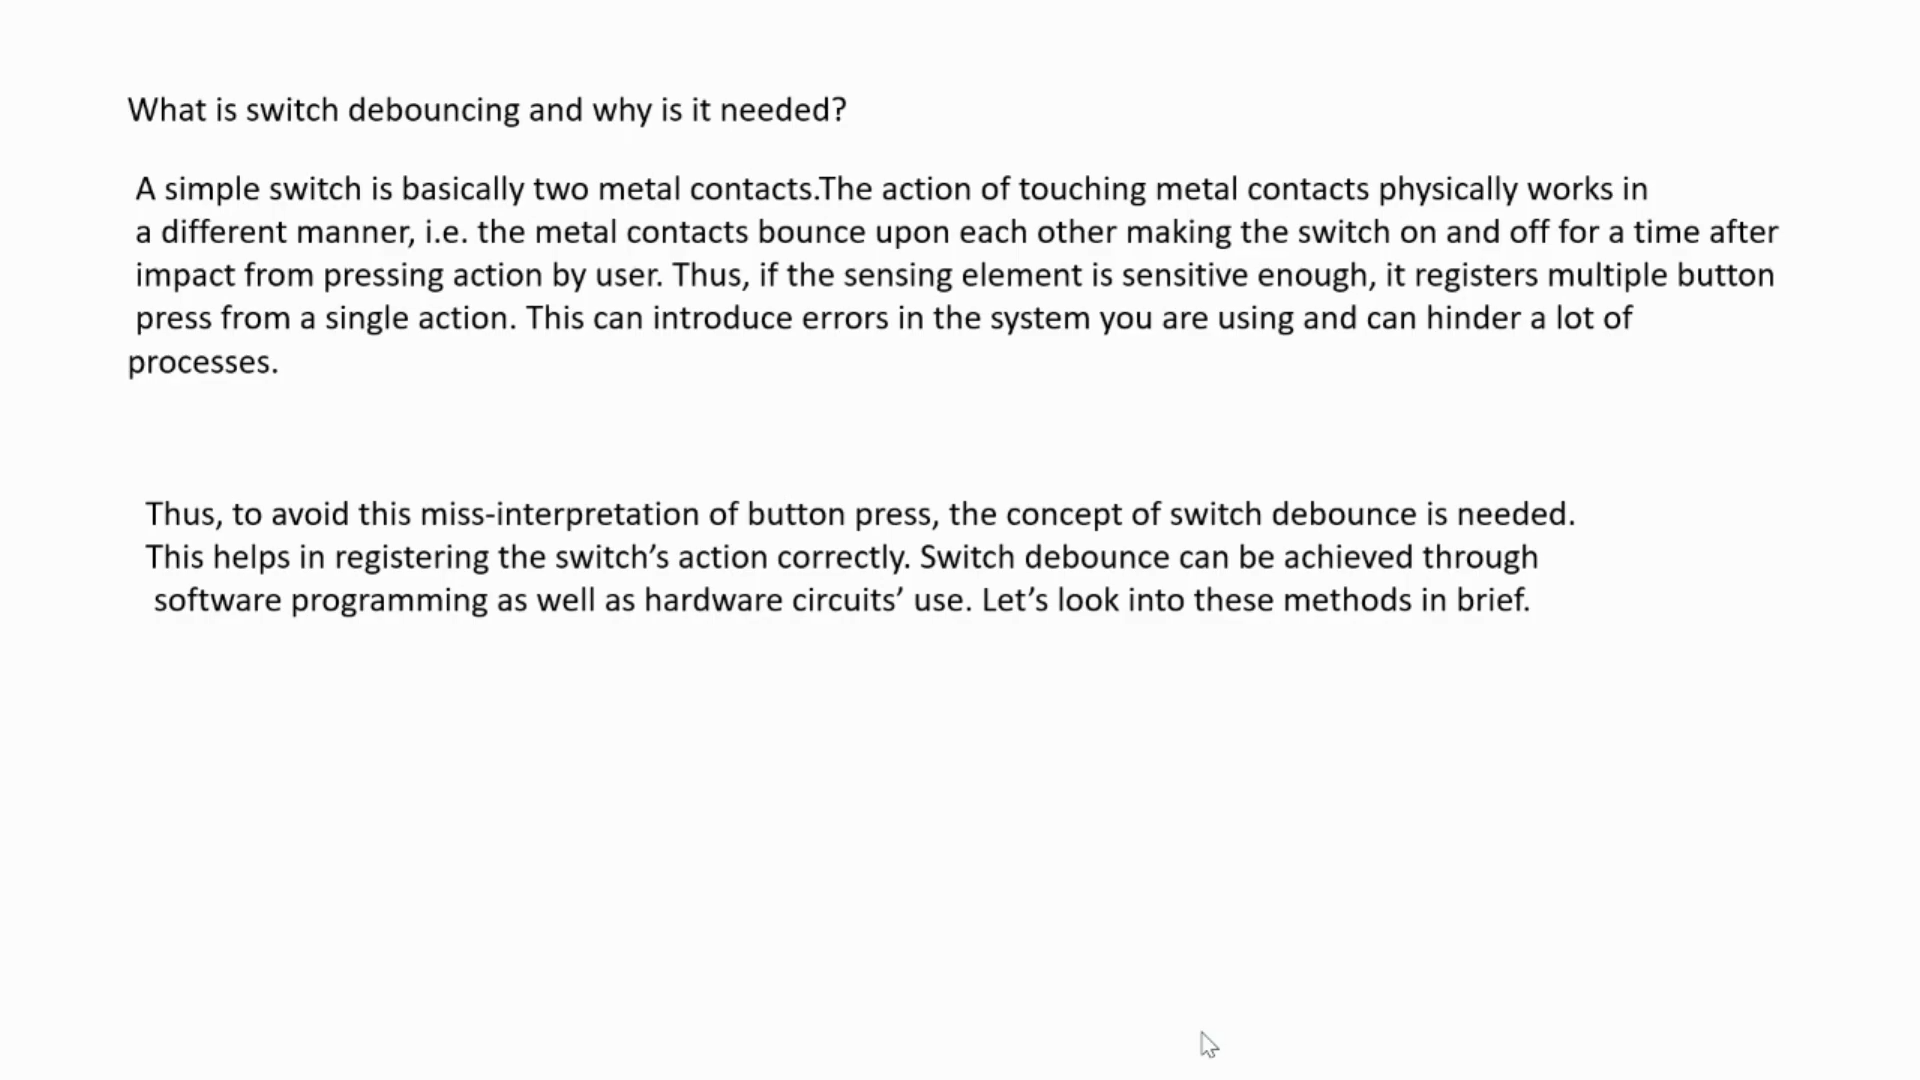 What is switch debouncing and why is it needed?
A simple switch is basically two metal contacts.The action of touching metal contacts physically works in
a different manner, i.e. the metal contacts bounce upon each other making the switch on and off for a time after
impact from pressing action by user. Thus, if the sensing element is sensitive enough, it registers multiple button
press from a single action. This can introduce errors in the system you are using and can hinder a lot of
processes.
Thus, to avoid this miss-interpretation of button press, the concept of switch debounce is needed.
This helps in registering the switch’s action correctly. Switch debounce can be achieved through
software programming as well as hardware circuits’ use. Let’s look into these methods in brief.